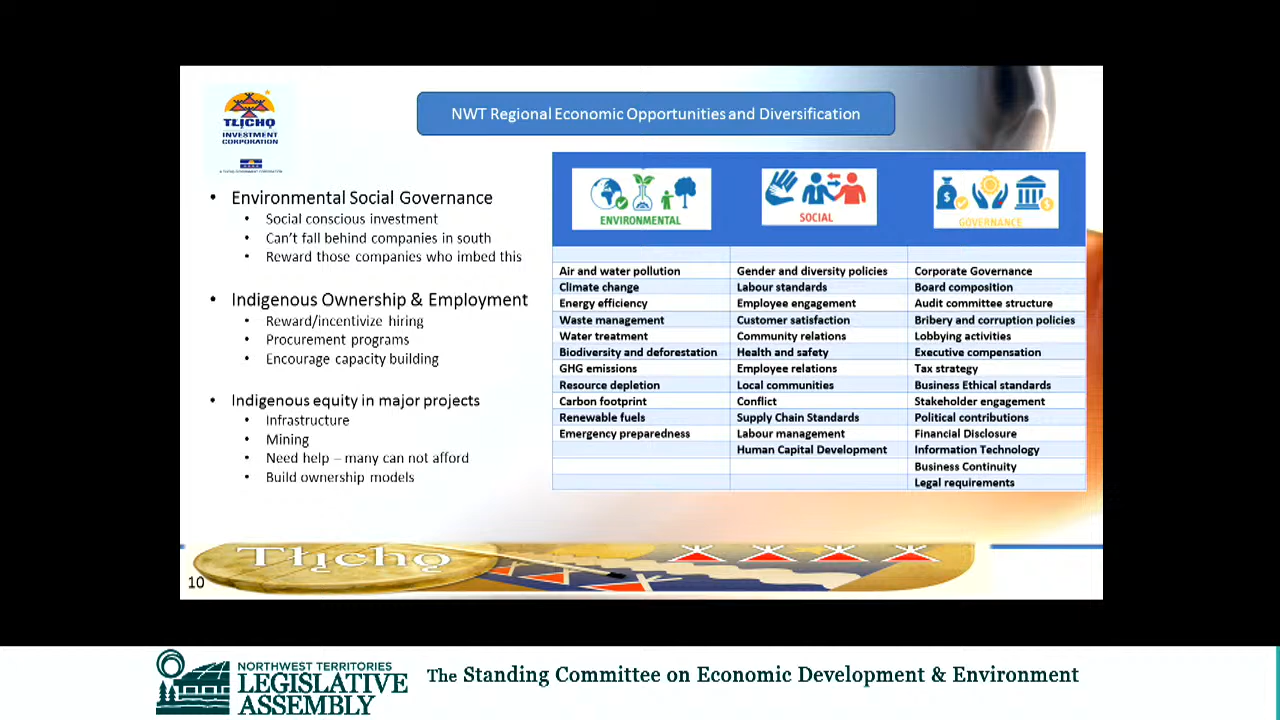 TŁĮCHǪ
INVESTMENT
CORPORATION
NWT Regional Economic Opportunities and Diversification
• Environmental Social Governance
• Social conscious investment
• Can't fall behind companies in south
• Reward those companies who imbed this
• Indigenous Ownership & Employment
• Reward/incentivize hiring
• Procurement programs
• Encourage capacity building
• Indigenous equity in major projects
• Infrastructure
• Mining
• Need help – many can not afford
• Build ownership models
ENVIRONMENTAL SOCIAL GOVERNANCE
Air and water pollution Gender and diversity policies Corporate Governance
Climate change Labour standards Board composition
Energy efficiency Employee engagement Audit committee structure
Waste management Customer satisfaction Bribery and corruption policies
Water treatment Community relations Lobbying activities
Biodiversity and deforestation Health and safety Executive compensation
GHG emissions Employee relations Tax strategy
Resource depletion Local communities Business Ethical standards
Carbon footprint Conflict Stakeholder engagement
Renewable fuels Supply Chain Standards Political contributions
Emergency preparedness Labour management Financial Disclosure
Human Capital Development Information Technology
Business Continuity
Legal requirements
Tłįchǫ
10
NORTHWEST TERRITORIES
LEGISLATIVE
ASSEMBLY
The Standing Committee on Economic Development & Environment